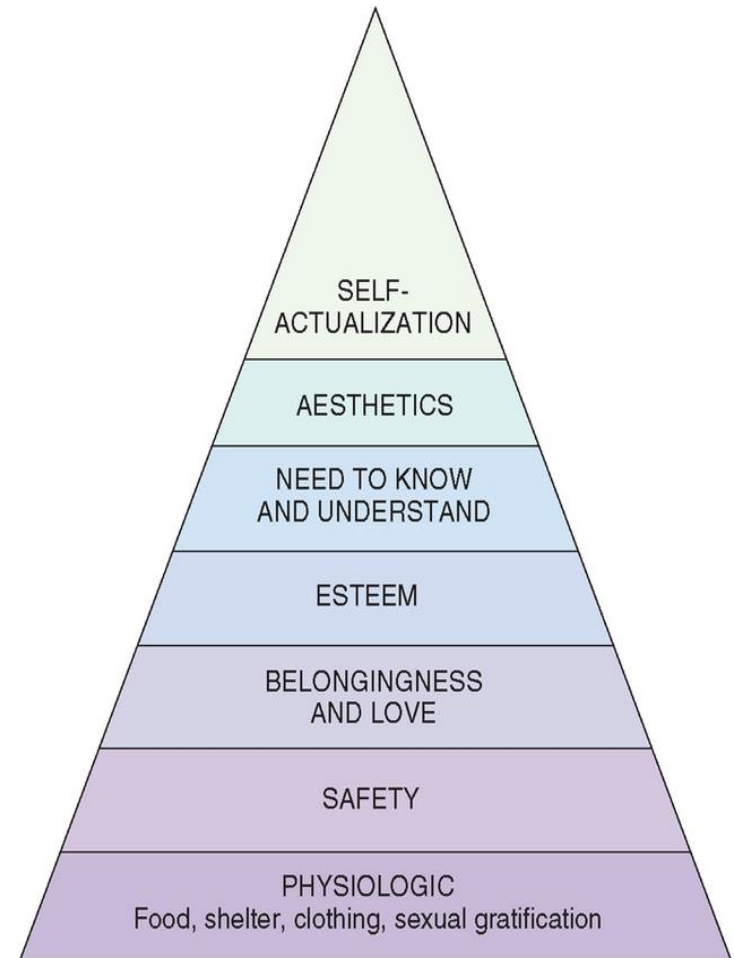 SELF-
ACTUALIZATION
AESTHETICS
NEED TO KNOW
AND UNDERSTAND
ESTEEM
BELONGINGNESS
AND LOVE
SAFETY
PHYSIOLOGIC
Food, shelter, clothing, sexual gratification